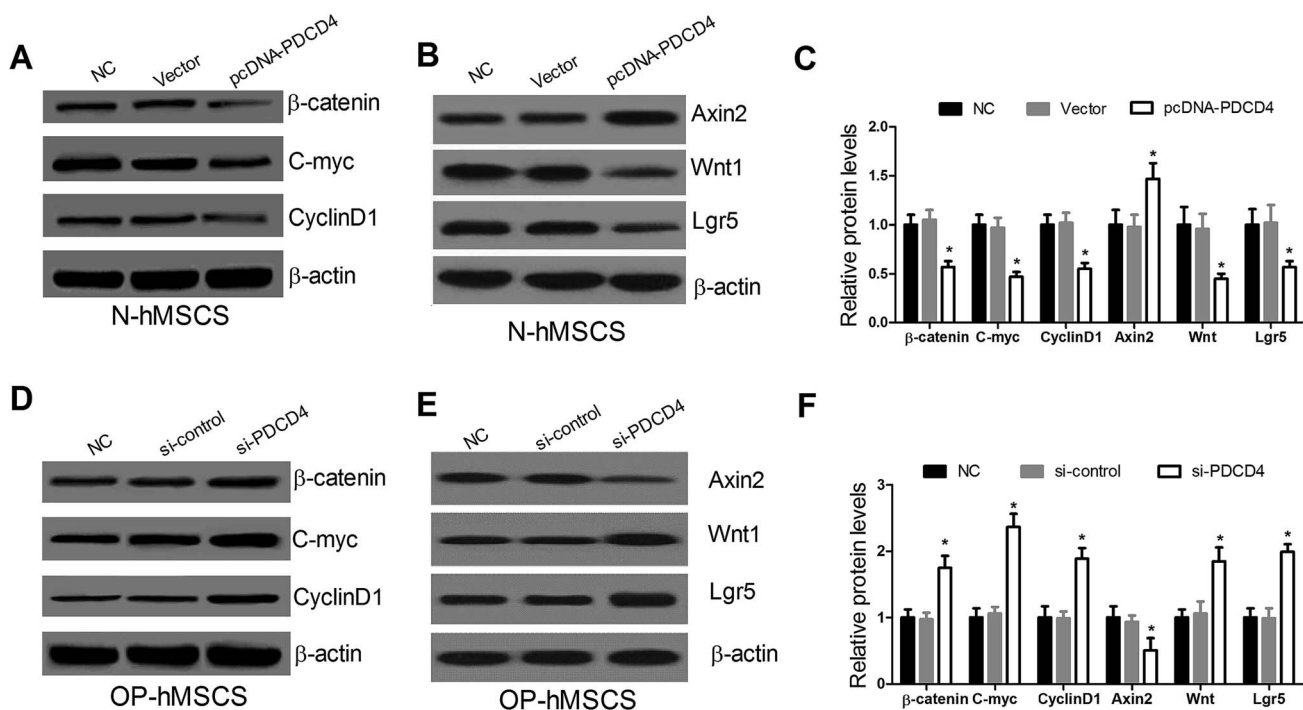 A
NC Vector pcDNA-PDCD4
β-catenin
C-myc
CyclinD1
β-actin
N-hMSCS
B
NC Vector pcDNA-PDCD4
Axin2
Wnt1
Lgr5
β-actin
N-hMSCS
C
NC Vector pcDNA-PDCD4
Relative protein levels
2.0
1.5
1.0
0.5
0.0
* * * * * *
β-catenin C-myc CyclinD1 Axin2 Wnt Lgr5
D
NC si-control si-PDCD4
β-catenin
C-myc
CyclinD1
β-actin
OP-hMSCS
E
NC si-control si-PDCD4
Axin2
Wnt1
Lgr5
β-actin
OP-hMSCS
F
NC si-control si-PDCD4
Relative protein levels
3
2
1
0
* * * * * *
β-catenin C-myc CyclinD1 Axin2 Wnt Lgr5